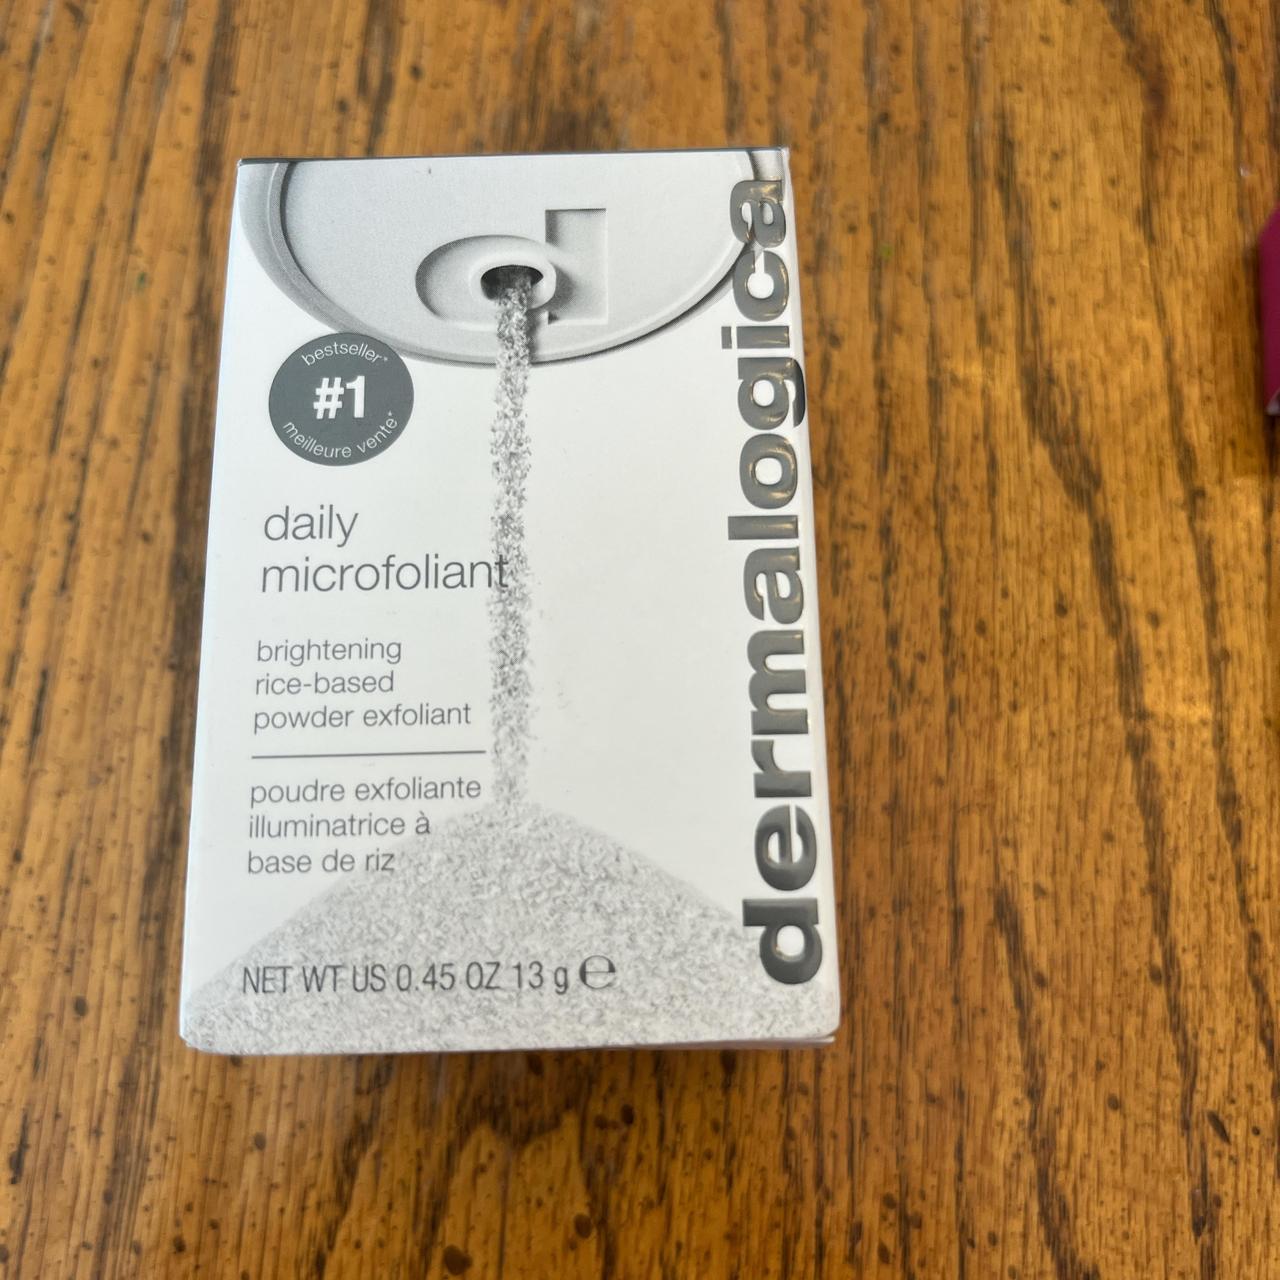 bestseller*
#1
meilleure vente*
daily
microfoliant
brightening
rice-based
powder exfoliant
poudre exfoliante
illuminatrice à
base de riz
NET WT US 0.45 OZ 13 g ℮
dermalogica